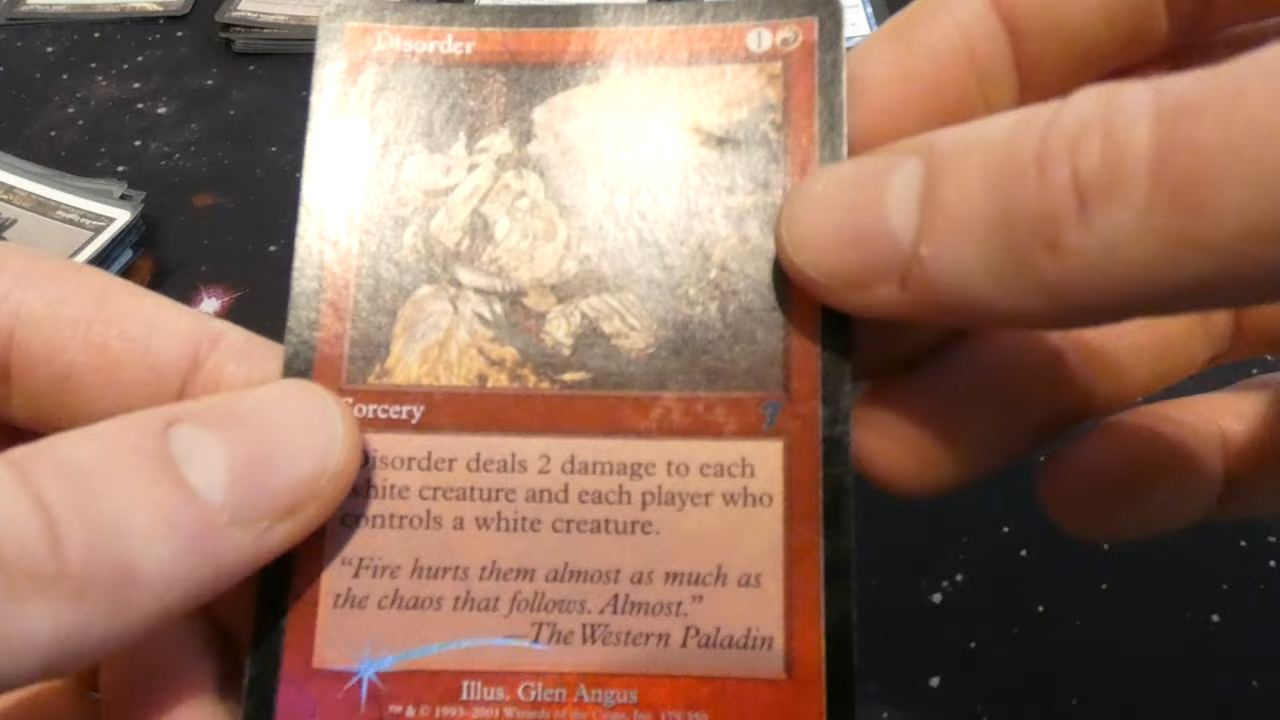 Disorder
1
Sorcery
7
Disorder deals 2 damage to each
white creature and each player who
controls a white creature.
"Fire hurts them almost as much as
the chaos that follows. Almost."
—The Western Paladin
Illus. Glen Angus
™ & © 1993-2001 Wizards of the Coast, Inc.